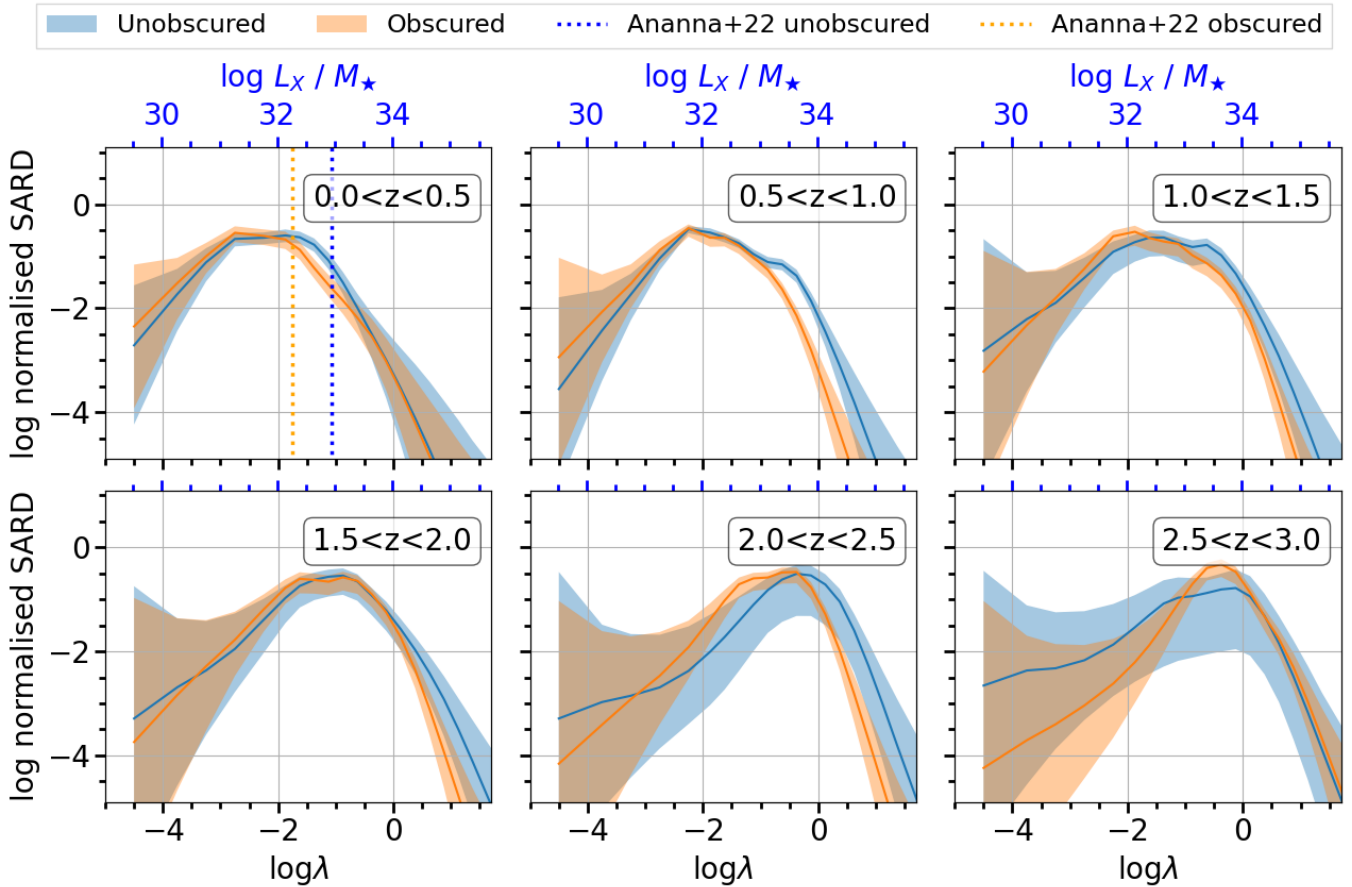 Unobscured Obscured Ananna+22 unobscured Ananna+22 obscured
log L_X / M_★ log L_X / M_★ log L_X / M_★
30 32 34 30 32 34 30 32 34
log normalised SARD
0 −2 −4
0.0<z<0.5 0.5<z<1.0 1.0<z<1.5
log normalised SARD
0 −2 −4
1.5<z<2.0 2.0<z<2.5 2.5<z<3.0
−4 −2 0 −4 −2 0 −4 −2 0
logλ logλ logλ